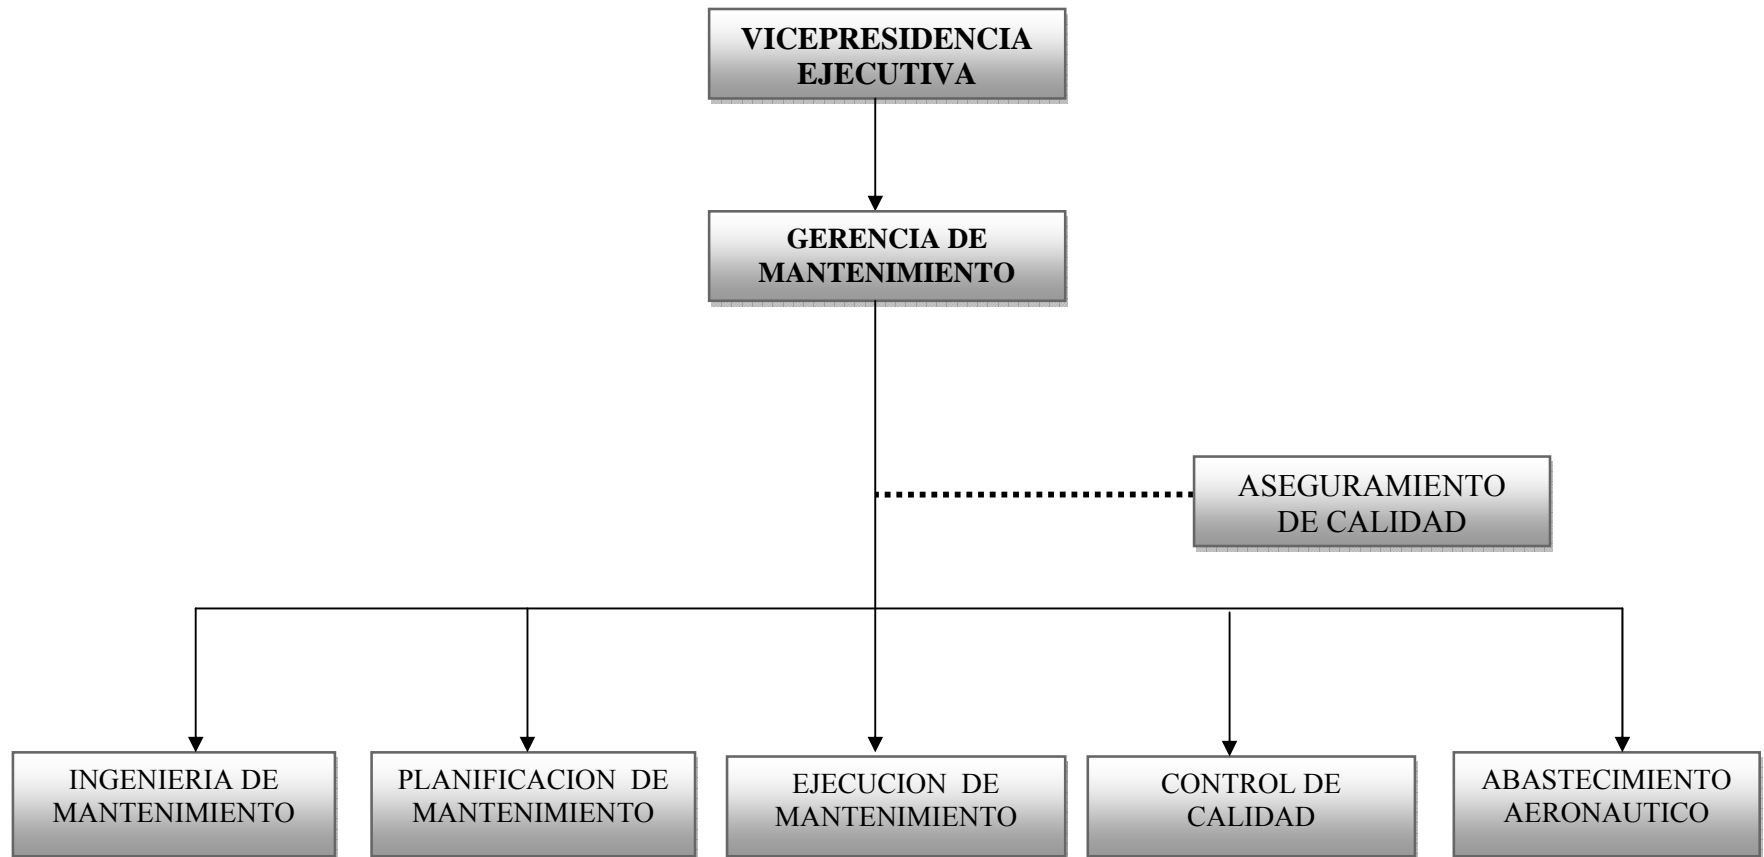 VICEPRESIDENCIA
EJECUTIVA
GERENCIA DE
MANTENIMIENTO
ASEGURAMIENTO
DE CALIDAD
INGENIERIA DE
MANTENIMIENTO
PLANIFICACION DE
MANTENIMIENTO
EJECUCION DE
MANTENIMIENTO
CONTROL DE
CALIDAD
ABASTECIMIENTO
AERONAUTICO